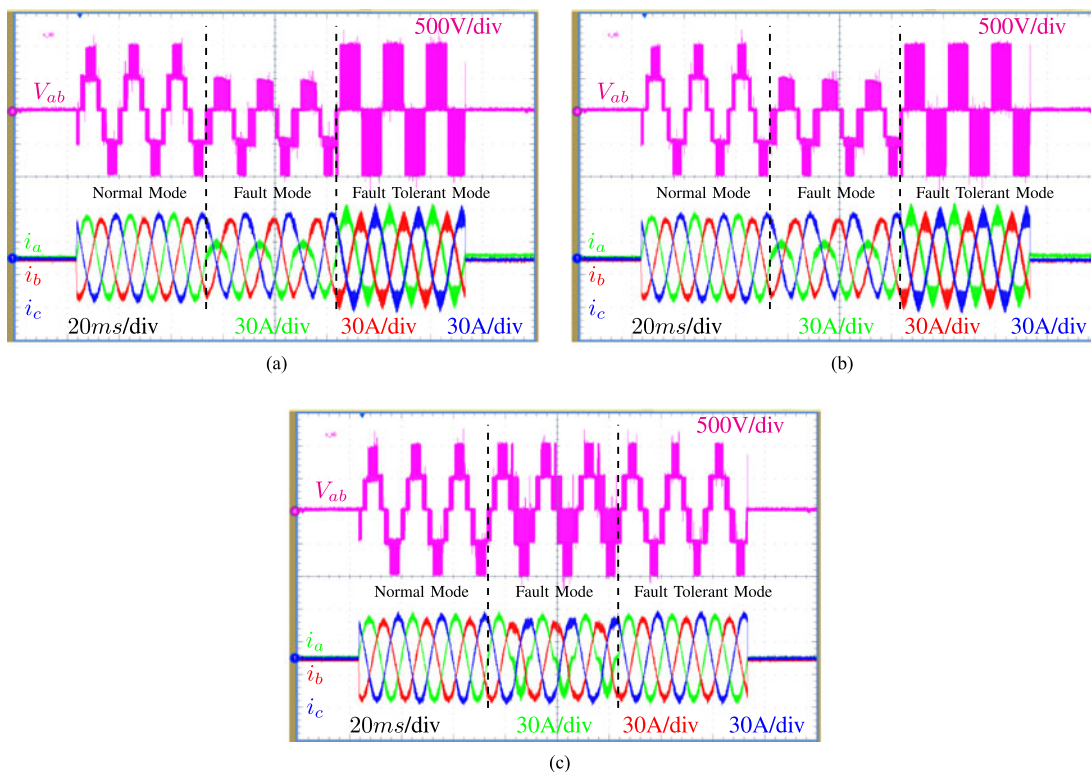 500V/div
V_ab
Normal Mode Fault Mode Fault Tolerant Mode
i_a
i_b
i_c
20ms/div 30A/div 30A/div 30A/div
(a)
500V/div
V_ab
Normal Mode Fault Mode Fault Tolerant Mode
i_a
i_b
i_c
20ms/div 30A/div 30A/div 30A/div
(b)
500V/div
V_ab
Normal Mode Fault Mode Fault Tolerant Mode
i_a
i_b
i_c
20ms/div 30A/div 30A/div 30A/div
(c)